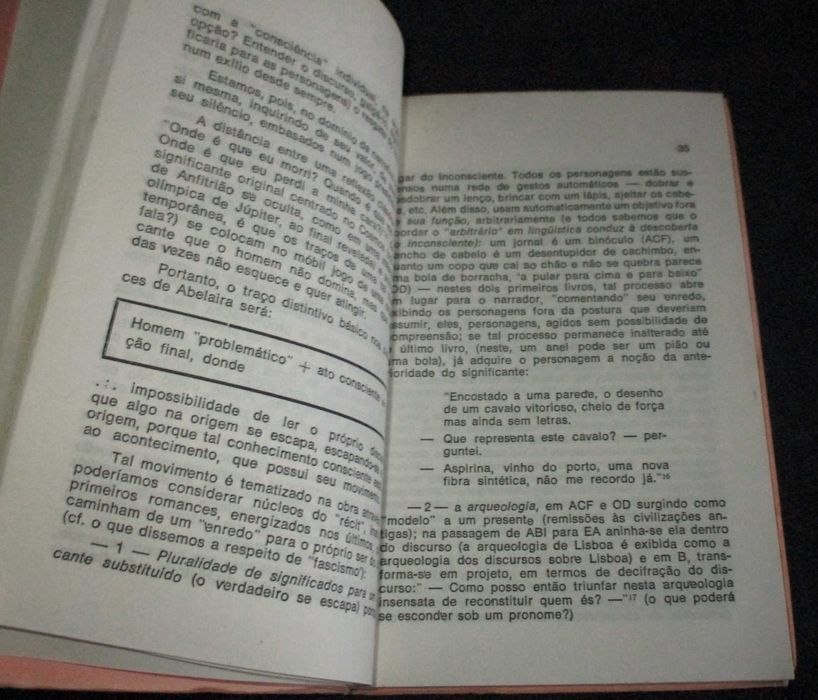 com a "consciência" individual
opção? Entender o discurso,
ficaria para as personagens) o
num exílio desde sempre.
Estamos, pois, no domínio da
si mesma, inquirindo de seu valor,
seu silêncio, embasados num jogo
A distância entre uma reflexão
"Onde é que eu morri? Quando é
Onde é que eu perdi a minha cara?)
significante original centrado no Cosmos
de Anfitrião se oculta, como em
olímpica de Júpiter, ao final revelada)
temporânea, é que os traços de uma
fala?) se colocam no móbil jogo de uma
cante que o homem não domina, mas que
das vezes não esquece e quer atingir.
Portanto, o traço distintivo básico
ces de Abelaira será:
Homem "problemático" + ato consciente
ção final, donde
.:. impossibilidade de ler o próprio
que algo na origem se escapa, escapando-se
origem, porque tal conhecimento consciente
ao acontecimento, que possui seu movimento
Tal movimento é tematizado na obra
poderíamos considerar núcleos do "récit",
primeiros romances, energizados nos últimos,
caminham de um "enredo" para o próprio ser do
(cf. o que dissemos a respeito de "fascismo"):
— 1 — Pluralidade de significados para um
cante substituído (o verdadeiro se escapa)
35
gar do inconsciente. Todos os personagens estão sus-
ensos numa rede de gestos automáticos — dobrar e
esdobrar um lenço, brincar com um lápis, ajeitar os cabe-
s, etc. Além disso, usam automaticamente um objetivo fora
e sua função, arbitrariamente (e todos sabemos que o
bordar o "arbitrário" em lingüística conduz à descoberta
o inconsciente): um jornal é um binóculo (ACF), um
ancho de cabelo é um desentupidor de cachimbo, en-
uanto um copo que cai ao chão e não se quebra parece
ma bola de borracha, "a pular para cima e para baixo"
OD) — nestes dois primeiros livros, tal processo abre
m lugar para o narrador, "comentando" seu enredo,
xibindo os personagens fora da postura que deveriam
ssumir, eles, personagens, agidos sem possibilidade de
ompreensão; se tal processo permanece inalterado até
último livro, (neste, um anel pode ser um pião ou
ma bola), já adquire o personagem a noção da ante-
ioridade do significante:
"Encostado a uma parede, o desenho
de um cavalo vitorioso, cheio de força
mas ainda sem letras.
— Que representa este cavalo? — per-
guntei.
— Aspirina, vinho do porto, uma nova
fibra sintética, não me recordo já."16
— 2 — a arqueologia, em ACF e OD surgindo como
"modelo" a um presente (remissões às civilizações an-
tigas); na passagem de ABI para EA aninha-se ela dentro
do discurso (a arqueologia de Lisboa é exibida como a
arqueologia dos discursos sobre Lisboa) e em B, trans-
forma-se em projeto, em termos de decifração do dis-
curso:" — Como posso então triunfar nesta arqueologia
insensata de reconstituir quem és? —"17 (o que poderá
se esconder sob um pronome?)